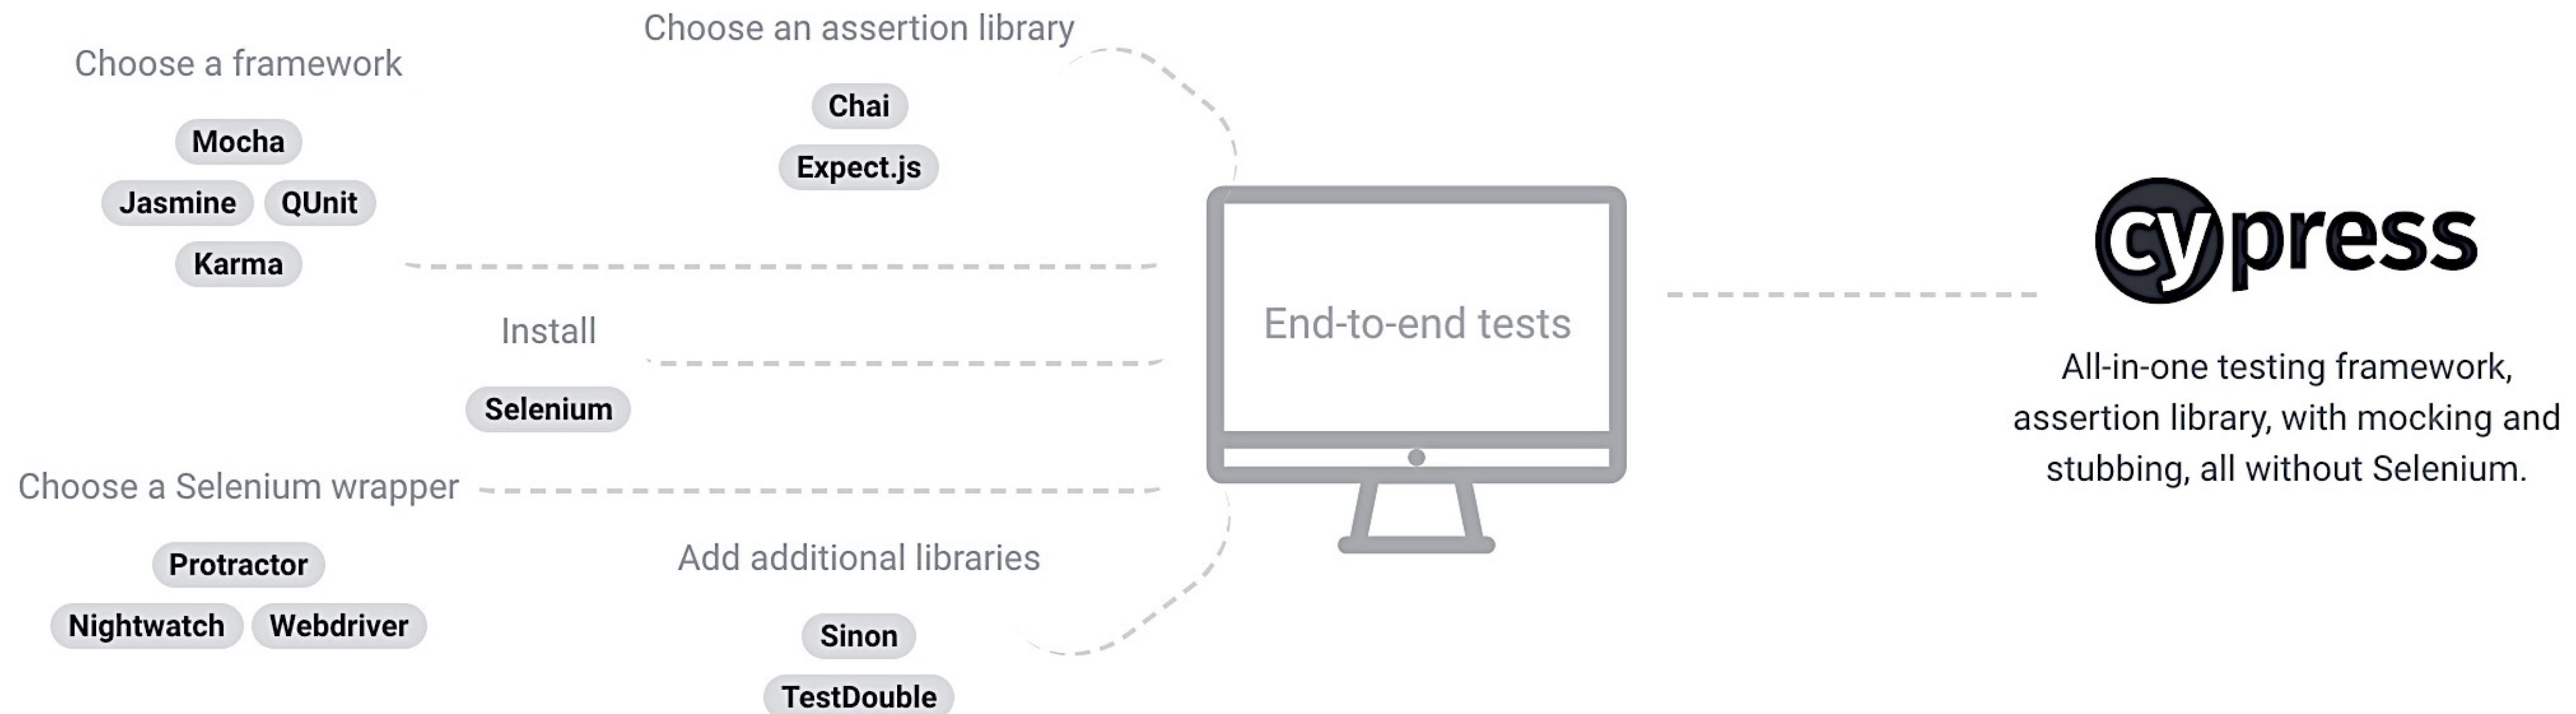 Choose a framework
Mocha
Jasmine QUnit
Karma
Choose an assertion library
Chai
Expect.js
Install
Selenium
Choose a Selenium wrapper
Protractor
Nightwatch Webdriver
Add additional libraries
Sinon
TestDouble
End-to-end tests
cypress
All-in-one testing framework,
assertion library, with mocking and
stubbing, all without Selenium.